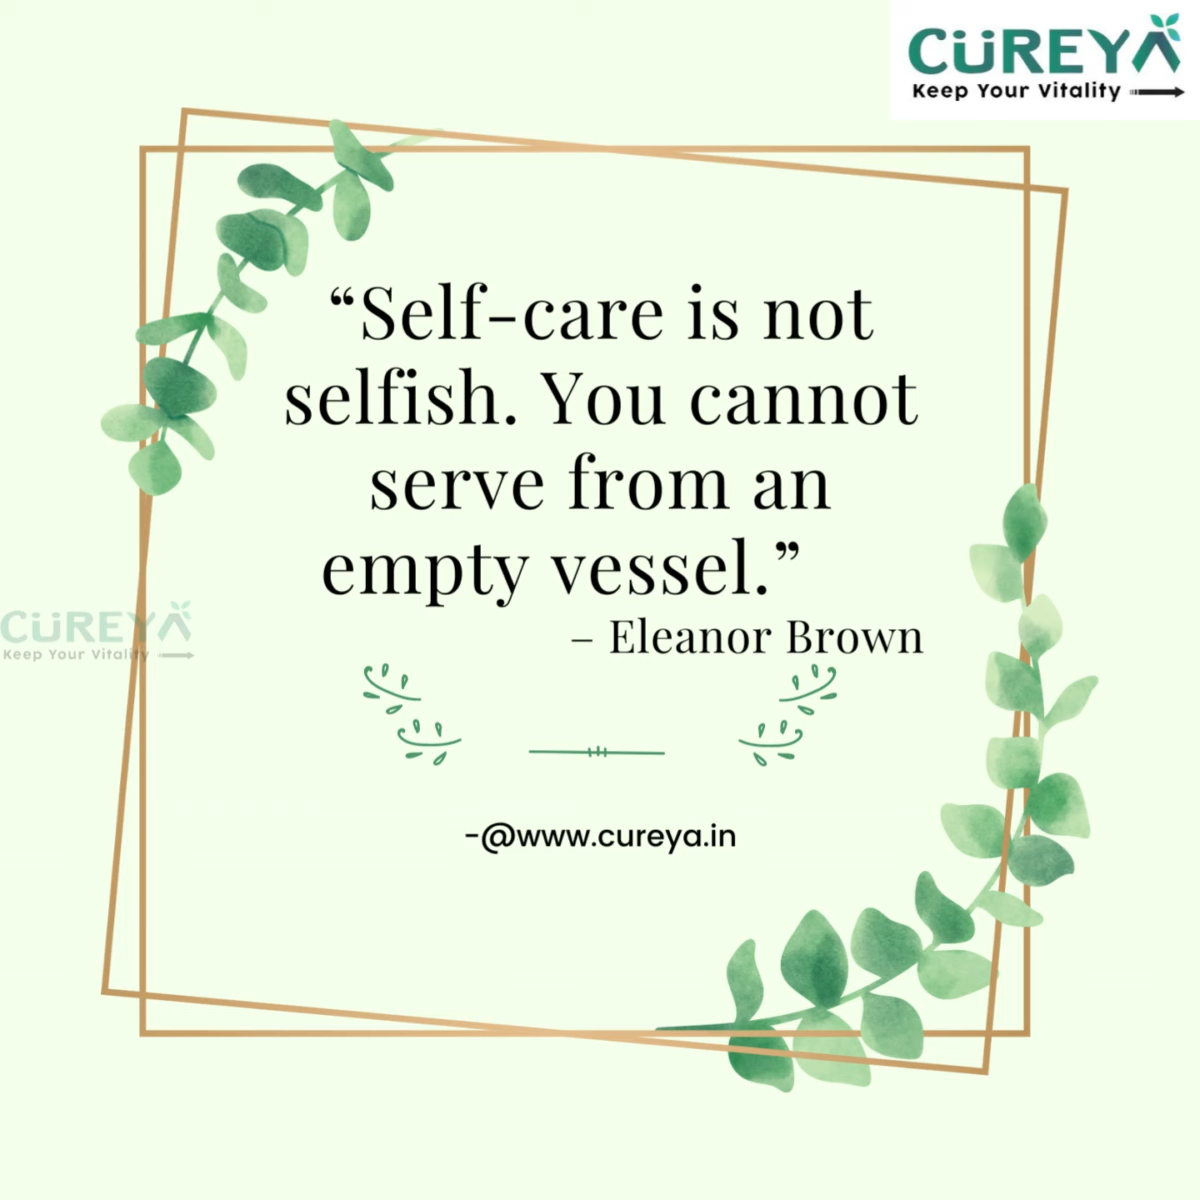 CÜREYA
Keep Your Vitality
“Self-care is not
selfish. You cannot
serve from an
empty vessel.”
– Eleanor Brown
CÜREYA
Keep Your Vitality
-@www.cureya.in